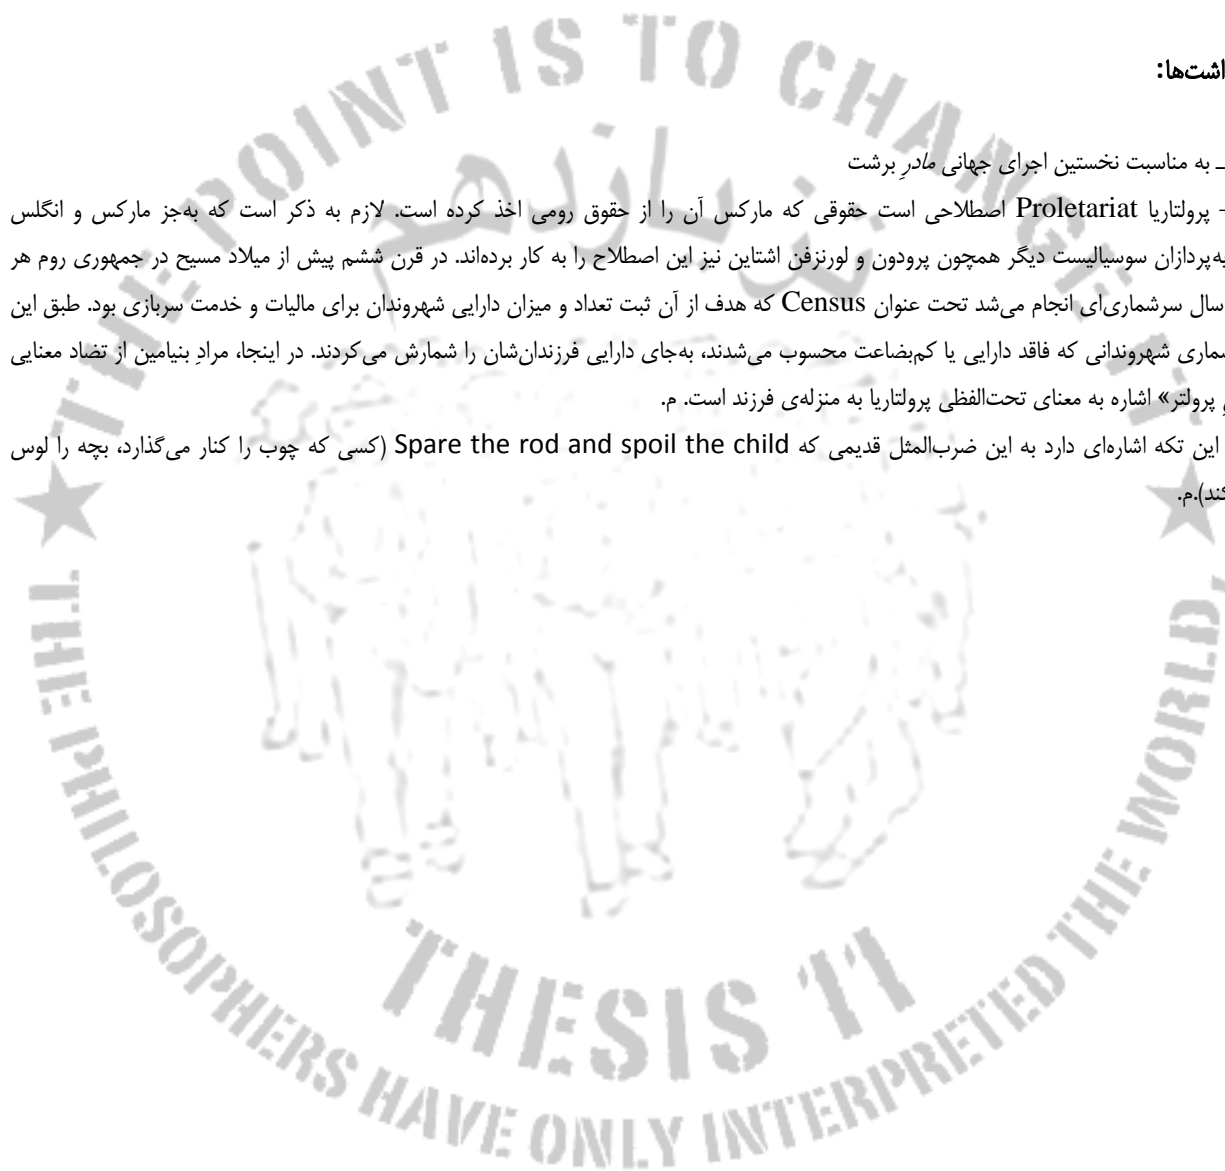 اشت‌ها:
ـ به مناسبت نخستین اجرای جهانی مادرِ برشت
- پرولتاریا Proletariat اصطلاحی است حقوقی که مارکس آن را از حقوق رومی اخذ کرده است. لازم به ذکر است که به‌جز مارکس و انگلس
ه‌پردازان سوسیالیست دیگر همچون پرودون و لورنزفن اشتاین نیز این اصطلاح را به کار برده‌اند. در قرن ششم پیش از میلاد مسیح در جمهوری روم هر
سال سرشماری‌ای انجام می‌شد تحت عنوان Census که هدف از آن ثبت تعداد و میزان دارایی شهروندان برای مالیات و خدمت سربازی بود. طبق این
ماری شهروندانی که فاقد دارایی یا کم‌بضاعت محسوب می‌شدند، به‌جای دارایی فرزندان‌شان را شمارش می‌کردند. در اینجا، مرادِ بنیامین از تضاد معنایی
پرولتر» اشاره به معنای تحت‌الفظی پرولتاریا به منزله‌ی فرزند است. م.
این تکه اشاره‌ای دارد به این ضرب‌المثل قدیمی که Spare the rod and spoil the child (کسی که چوب را کنار می‌گذارد، بچه را لوس
کند).م.
THE PHILOSOPHERS HAVE ONLY INTERPRETED THE WORLD,
THE POINT IS TO CHANGE IT
تز یازدهم
THESIS 11